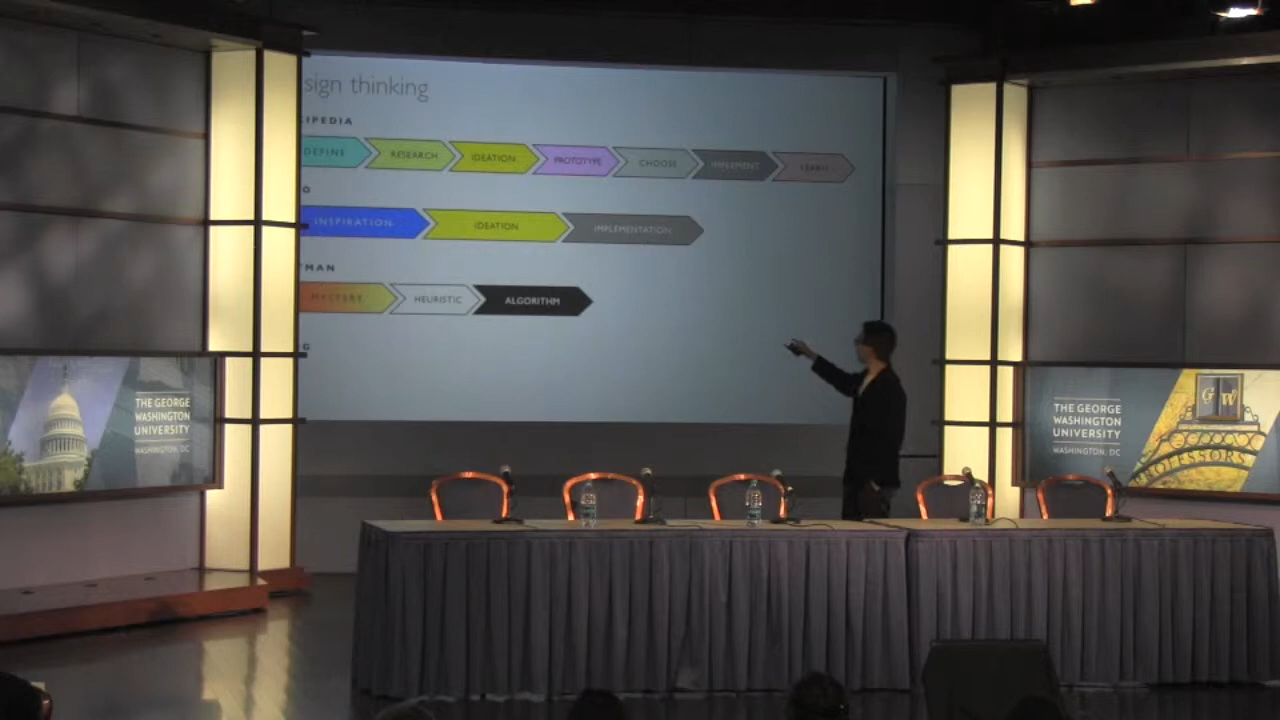 sign thinking
IPEDIA
DEFINE RESEARCH IDEATION PROTOTYPE CHOOSE IMPLEMENT LEARN
O
INSPIRATION IDEATION IMPLEMENTATION
MAN
MYSTERY HEURISTIC ALGORITHM
G
THE GEORGE
WASHINGTON
UNIVERSITY
WASHINGTON, DC
THE GEORGE
WASHINGTON
UNIVERSITY
WASHINGTON, DC
G W
PROFESSORS